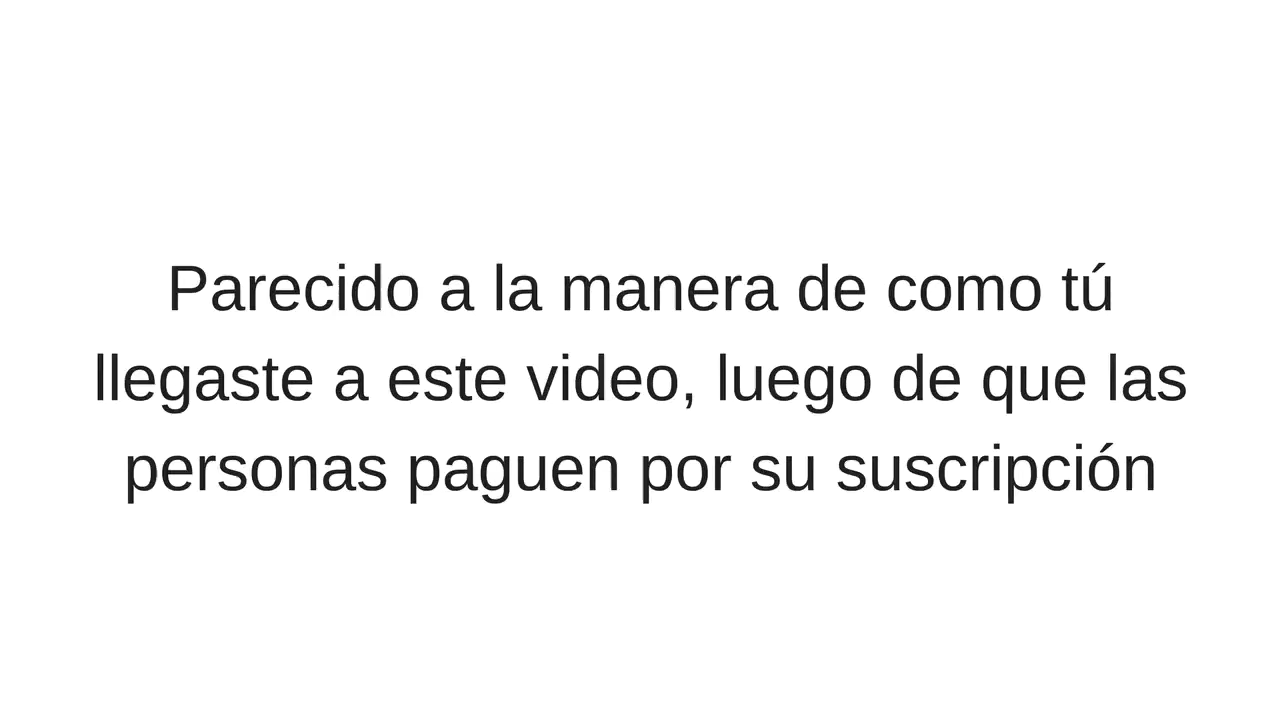 Parecido a la manera de como tú
llegaste a este video, luego de que las
personas paguen por su suscripción